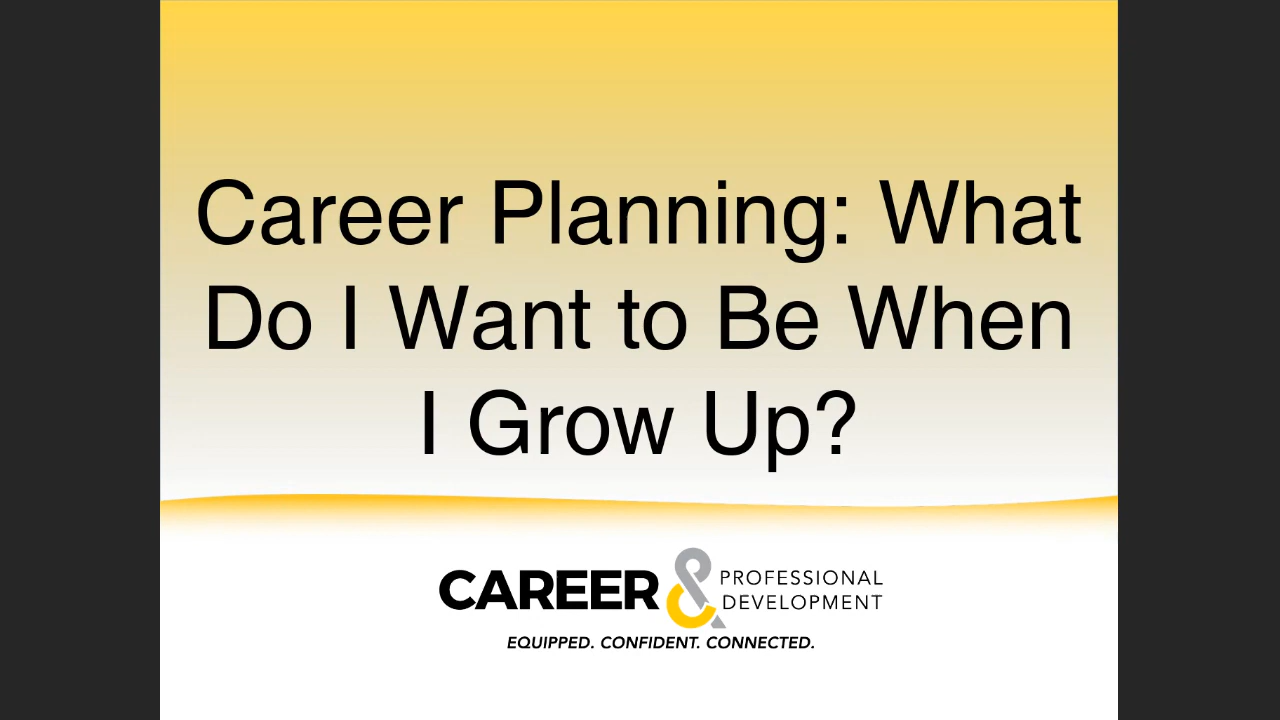 Career Planning: What
Do I Want to Be When
I Grow Up?
CAREER & PROFESSIONAL
DEVELOPMENT
EQUIPPED. CONFIDENT. CONNECTED.